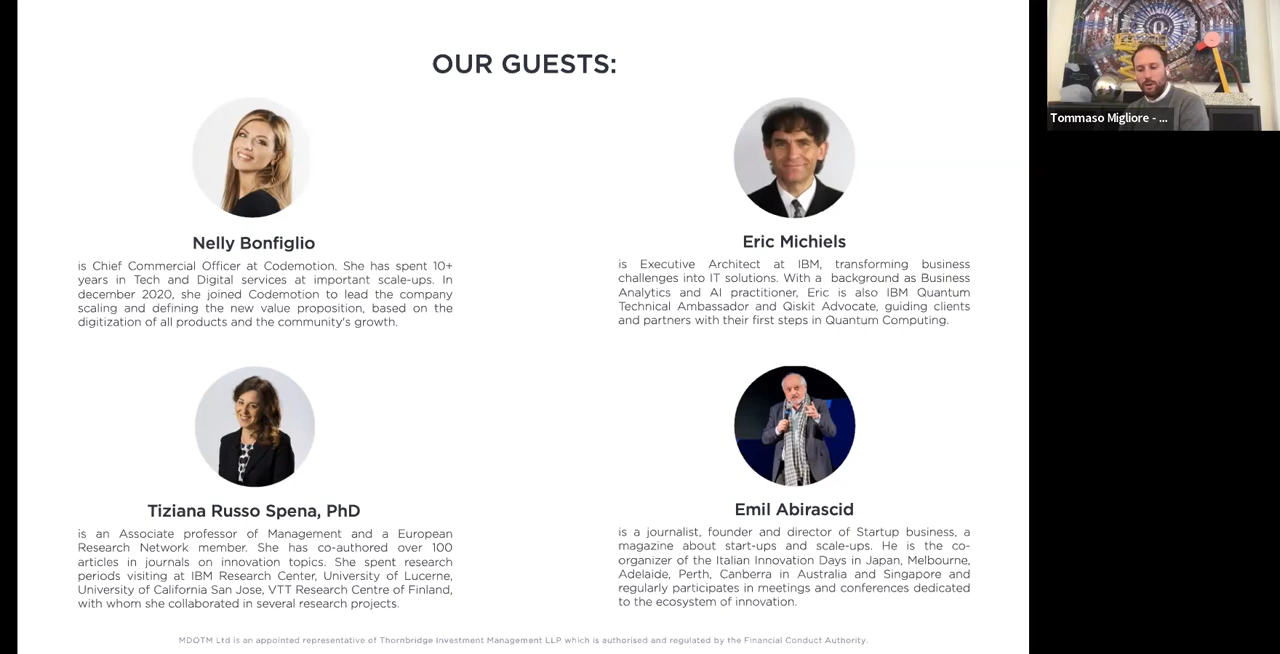 OUR GUESTS:
Nelly Bonfiglio
is Chief Commercial Officer at Codemotion. She has spent 10+
years in Tech and Digital services at important scale-ups. In
december 2020, she joined Codemotion to lead the company
scaling and defining the new value proposition, based on the
digitization of all products and the community's growth.
Eric Michiels
is Executive Architect at IBM, transforming business
challenges into IT solutions. With a background as Business
Analytics and AI practitioner, Eric is also IBM Quantum
Technical Ambassador and Qiskit Advocate, guiding clients
and partners with their first steps in Quantum Computing.
Tiziana Russo Spena, PhD
is an Associate professor of Management and a European
Research Network member. She has co-authored over 100
articles in journals on innovation topics. She spent research
periods visiting at IBM Research Center, University of Lucerne,
University of California San Jose, VTT Research Centre of Finland,
with whom she collaborated in several research projects.
Emil Abirascid
is a journalist, founder and director of Startup business, a
magazine about start-ups and scale-ups. He is the co-
organizer of the Italian Innovation Days in Japan, Melbourne,
Adelaide, Perth, Canberra in Australia and Singapore and
regularly participates in meetings and conferences dedicated
to the ecosystem of innovation.
MDOTM Ltd is an appointed representative of Thornbridge Investment Management LLP which is authorised and regulated by the Financial Conduct Authority.
Tommaso Migliore - ...